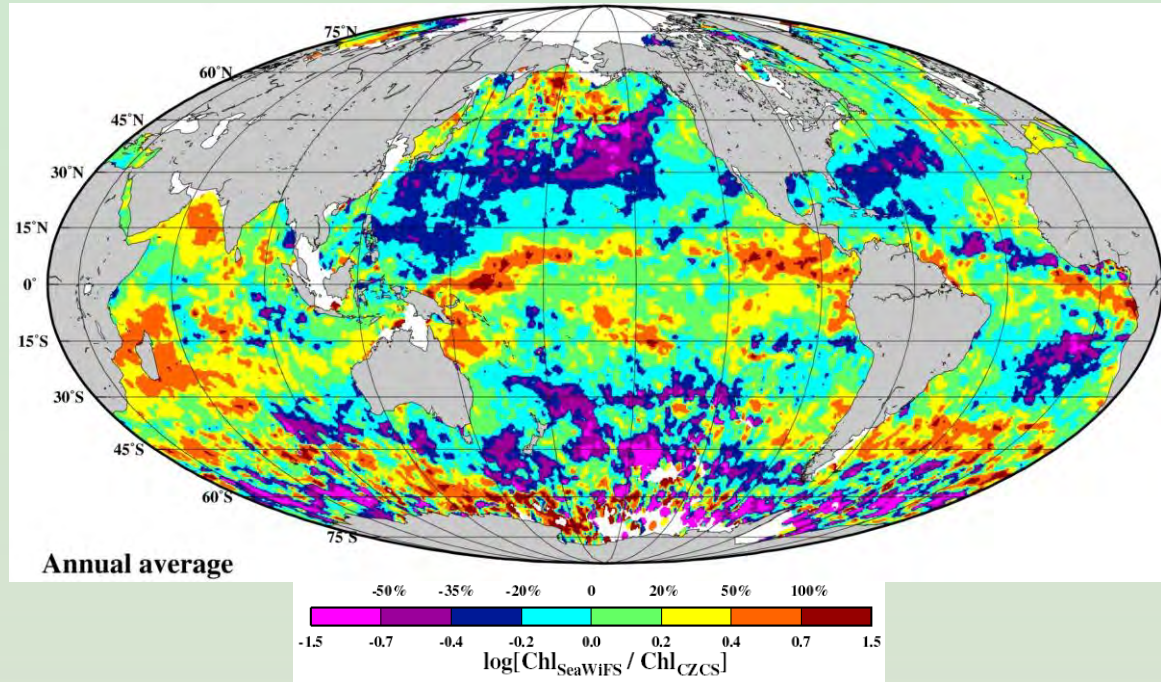 75°N
60°N
45°N
30°N
15°N
0°
15°S
30°S
45°S
60°S
75°S
Annual average
-50% -35% -20% 0 20% 50% 100%
-1.5 -0.7 -0.4 -0.2 0.0 0.2 0.4 0.7 1.5
log[Chl_SeaWiFS / Chl_CZCS]